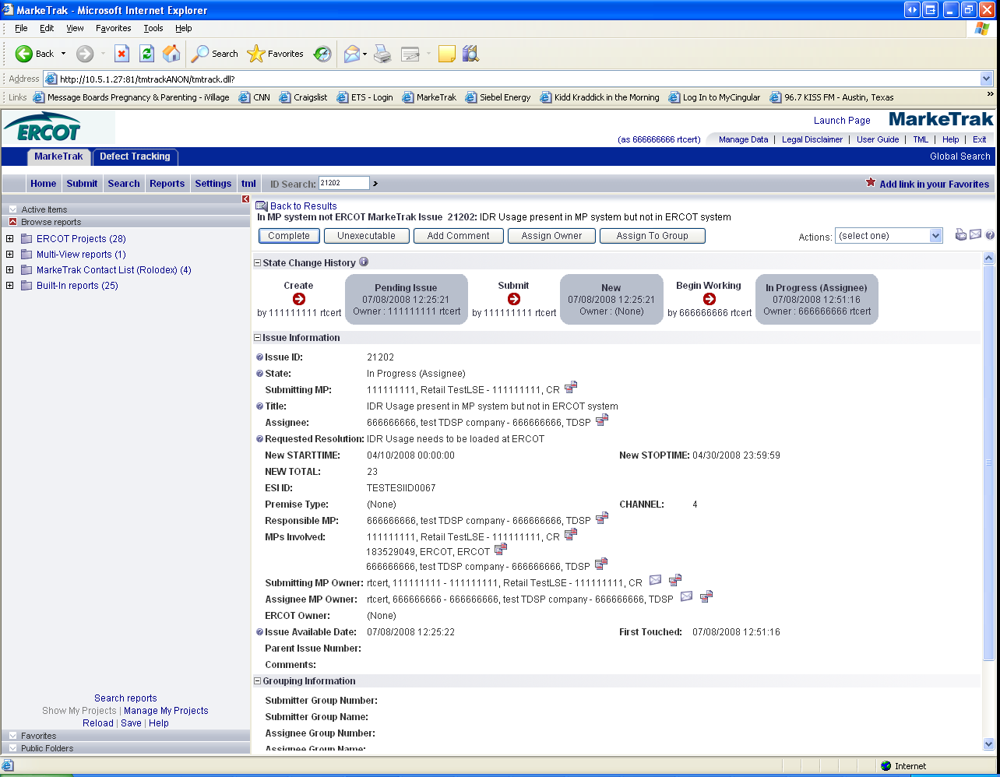 MarkeTrak - Microsoft Internet Explorer
File Edit View Favorites Tools Help
Back Search Favorites
Address http://10.5.1.27:81/tmtrackANON/tmtrack.dll?
Links Message Boards Pregnancy & Parenting - iVillage CNN Craigslist ETS - Login MarkeTrak Siebel Energy Kidd Kraddick in the Morning Log In to MyCingular 96.7 KISS FM - Austin, Texas »
ERCOT Launch Page MarkeTrak
(as 666666666 rtcert) Manage Data | Legal Disclaimer | User Guide | TML | Help | Exit
MarkeTrak Defect Tracking Global Search
Home Submit Search Reports Settings tml ID Search: 21202 Add link in your Favorites
Active Items
Browse reports
ERCOT Projects (28)
Multi-View reports (1)
MarkeTrak Contact List (Rolodex) (4)
Built-In reports (25)
Search reports
Show My Projects | Manage My Projects
Reload | Save | Help
Favorites
Public Folders
Back to Results
In MP system not ERCOT MarkeTrak Issue 21202: IDR Usage present in MP system but not in ERCOT system
Complete Unexecutable Add Comment Assign Owner Assign To Group Actions: (select one)
State Change History
Create
by 111111111 rtcert
Pending Issue
07/08/2008 12:25:21
Owner : 111111111 rtcert
Submit
by 111111111 rtcert
New
07/08/2008 12:25:21
Owner : (None)
Begin Working
by 666666666 rtcert
In Progress (Assignee)
07/08/2008 12:51:16
Owner : 666666666 rtcert
Issue Information
Issue ID: 21202
State: In Progress (Assignee)
Submitting MP: 111111111, Retail TestLSE - 111111111, CR
Title: IDR Usage present in MP system but not in ERCOT system
Assignee: 666666666, test TDSP company - 666666666, TDSP
Requested Resolution: IDR Usage needs to be loaded at ERCOT
New STARTTIME: 04/10/2008 00:00:00 New STOPTIME: 04/30/2008 23:59:59
NEW TOTAL: 23
ESI ID: TESTESIID0067
Premise Type: (None) CHANNEL: 4
Responsible MP: 666666666, test TDSP company - 666666666, TDSP
MPs Involved: 111111111, Retail TestLSE - 111111111, CR
183529049, ERCOT, ERCOT
666666666, test TDSP company - 666666666, TDSP
Submitting MP Owner: rtcert, 111111111 - 111111111, Retail TestLSE - 111111111, CR
Assignee MP Owner: rtcert, 666666666 - 666666666, test TDSP company - 666666666, TDSP
ERCOT Owner: (None)
Issue Available Date: 07/08/2008 12:25:22 First Touched: 07/08/2008 12:51:16
Parent Issue Number:
Comments:
Grouping Information
Submitter Group Number:
Submitter Group Name:
Assignee Group Number:
Assignee Group Name:
Internet